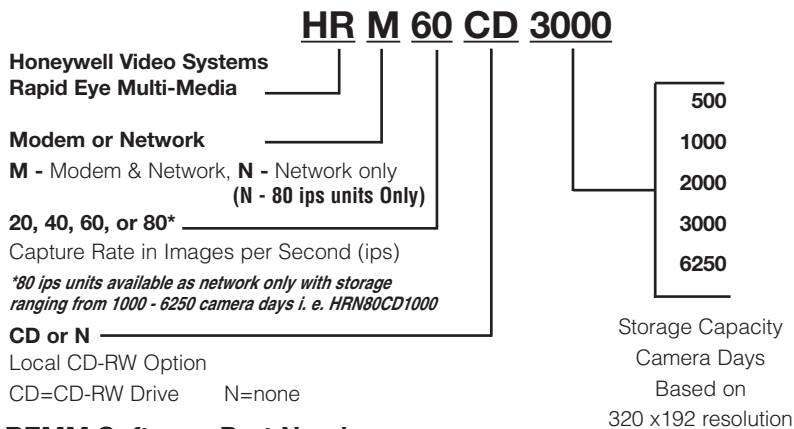 HR M 60 CD 3000
Honeywell Video Systems
Rapid Eye Multi-Media
Modem or Network
M - Modem & Network, N - Network only
(N - 80 ips units Only)
20, 40, 60, or 80*
Capture Rate in Images per Second (ips)
*80 ips units available as network only with storage
ranging from 1000 - 6250 camera days i. e. HRN80CD1000
CD or N
Local CD-RW Option
CD=CD-RW Drive N=none
500
1000
2000
3000
6250
Storage Capacity
Camera Days
Based on
320 x192 resolution